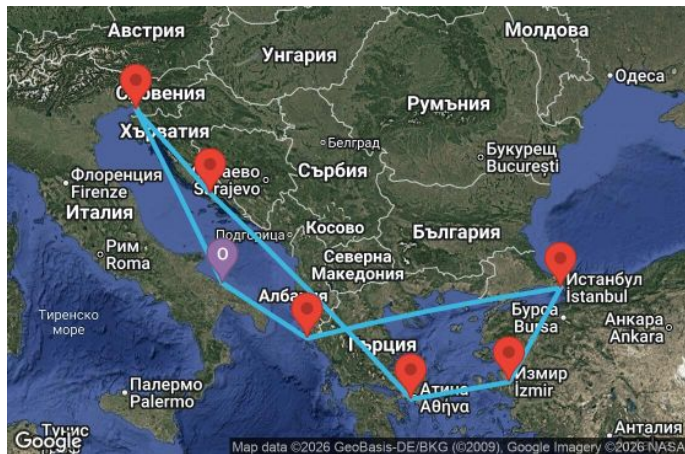 Австрия
Молдова
Унгария
Одеса
Словения
Румъния
Хърватия
Белград
Букурещ
București
Флоренция
Firenze
Sarajevo
Сърбия
Италия
Подгорица
Косово
България
Рим
Roma
Северна
Македония
Истанбул
İstanbul
Албания
Бурса
Bursa
Анкара
Ankara
Тиренско
море
Гърция
Измир
İzmir
Палермо
Palermo
Атина
Αθήνα
Анталия
Тунис
O
Google
Map data ©2026 GeoBasis-DE/BKG (©2009), Google Imagery ©2026 NASA